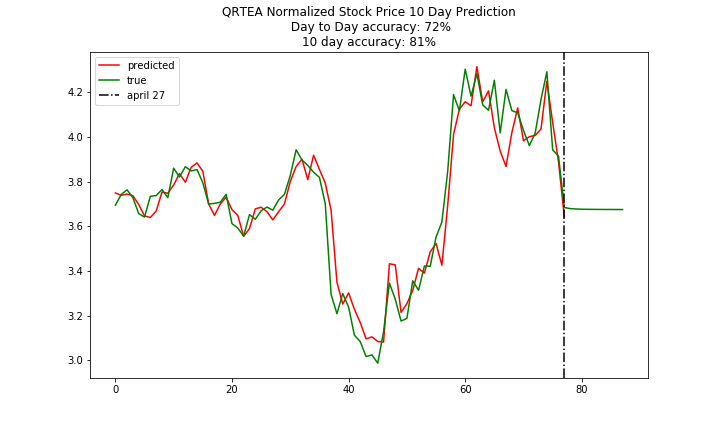 QRTEA Normalized Stock Price 10 Day Prediction
Day to Day accuracy: 72%
10 day accuracy: 81%
predicted
true
april 27
4.2
4.0
3.8
3.6
3.4
3.2
3.0
0 20 40 60 80